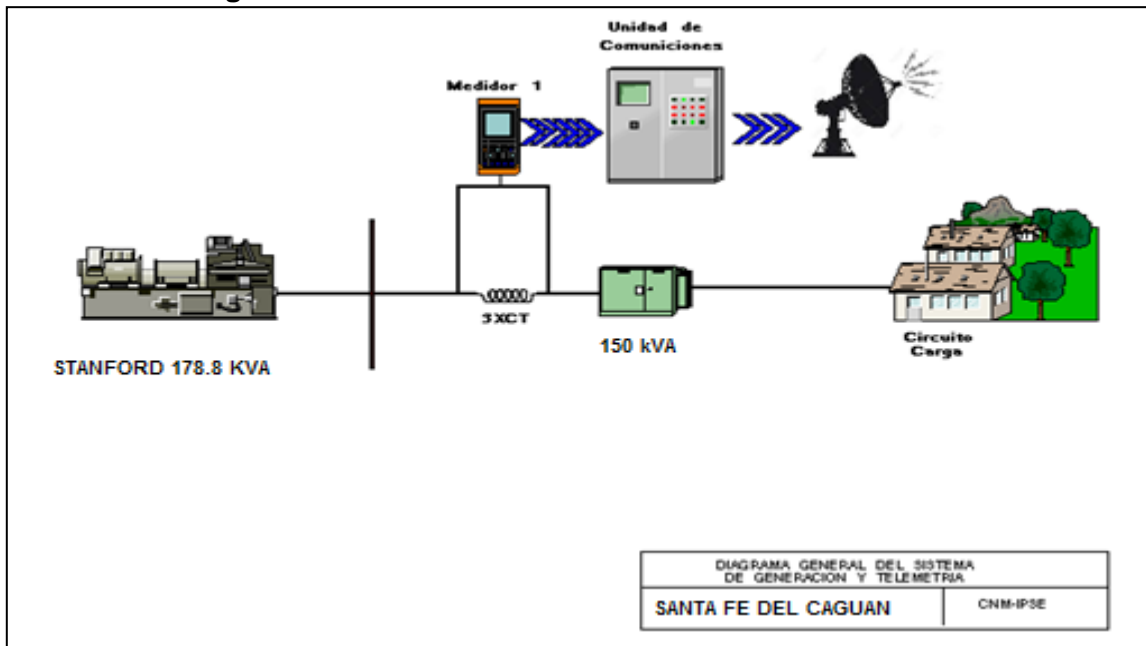 Unidad de
Comuniciones
Medidor 1
3XCT
150 kVA
STANFORD 178.8 KVA
Circuito
Carga
DIAGRAMA GENERAL DEL SISTEMA
DE GENERACION Y TELEMETRIA
SANTA FE DEL CAGUAN
CNM-IPSE